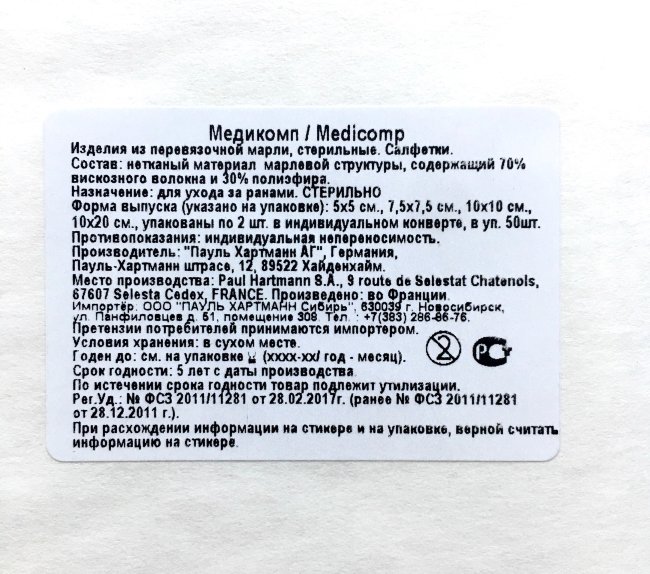 Медикомп / Medicomp
Изделия из перевязочной марли, стерильные. Салфетки.
Состав: нетканый материал марлевой структуры, содержащий 70%
вискозного волокна и 30% полиэфира.
Назначение: для ухода за ранами. СТЕРИЛЬНО
Форма выпуска (указано на упаковке): 5х5 см., 7,5х7,5 см., 10х10 см.,
10х20 см., упакованы по 2 шт. в индивидуальном конверте, в уп. 50шт.
Противопоказания: индивидуальная непереносимость.
Производитель: "Пауль Хартманн АГ", Германия,
Пауль-Хартманн штрасе, 12, 89522 Хайденхайм.
Место производства: Paul Hartmann S.A., 9 route de Selestat Chatenois,
67607 Selesta Cedex, FRANCE. Произведено: во Франции.
Импортёр: ООО "ПАУЛЬ ХАРТМАНН Сибирь", 630039 г. Новосибирск,
ул. Панфиловцев д. 51, помещение 308. Тел. : +7(383) 286-86-76.
Претензии потребителей принимаются импортером.
Условия хранения: в сухом месте.
Годен до: см. на упаковке (хххх-хх/ год - месяц).
2
РС
Срок годности: 5 лет с даты производства
По истечении срока годности товар подлежит утилизации.
Рег.Уд.: № ФСЗ 2011/11281 от 28.02.2017г. (ранее № ФСЗ 2011/11281
от 28.12.2011 г.).
При расхождении информации на стикере и на упаковке, верной считать
информацию на стикере